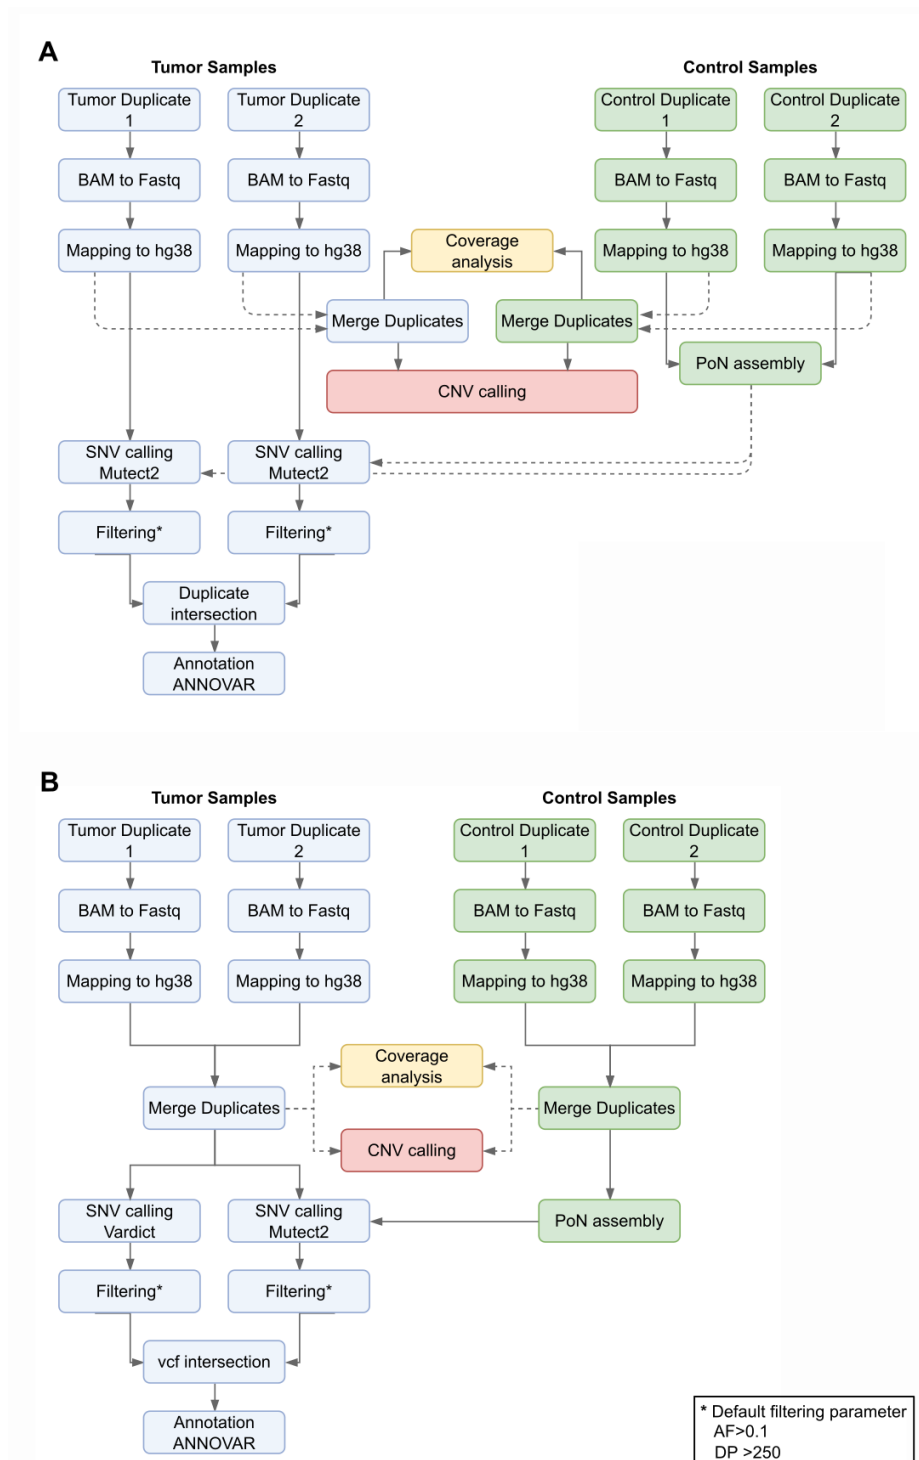 A
Tumor Samples
Control Samples
Tumor Duplicate
1
Tumor Duplicate
2
Control Duplicate
1
Control Duplicate
2
BAM to Fastq
BAM to Fastq
BAM to Fastq
BAM to Fastq
Mapping to hg38
Mapping to hg38
Coverage
analysis
Mapping to hg38
Mapping to hg38
Merge Duplicates
Merge Duplicates
PoN assembly
CNV calling
SNV calling
Mutect2
SNV calling
Mutect2
Filtering*
Filtering*
Duplicate
intersection
Annotation
ANNOVAR
B
Tumor Samples
Control Samples
Tumor Duplicate
1
Tumor Duplicate
2
Control Duplicate
1
Control Duplicate
2
BAM to Fastq
BAM to Fastq
BAM to Fastq
BAM to Fastq
Mapping to hg38
Mapping to hg38
Mapping to hg38
Mapping to hg38
Coverage
analysis
Merge Duplicates
Merge Duplicates
CNV calling
SNV calling
Vardict
SNV calling
Mutect2
PoN assembly
Filtering*
Filtering*
vcf intersection
Annotation
ANNOVAR
* Default filtering parameter
AF>0.1
DP >250